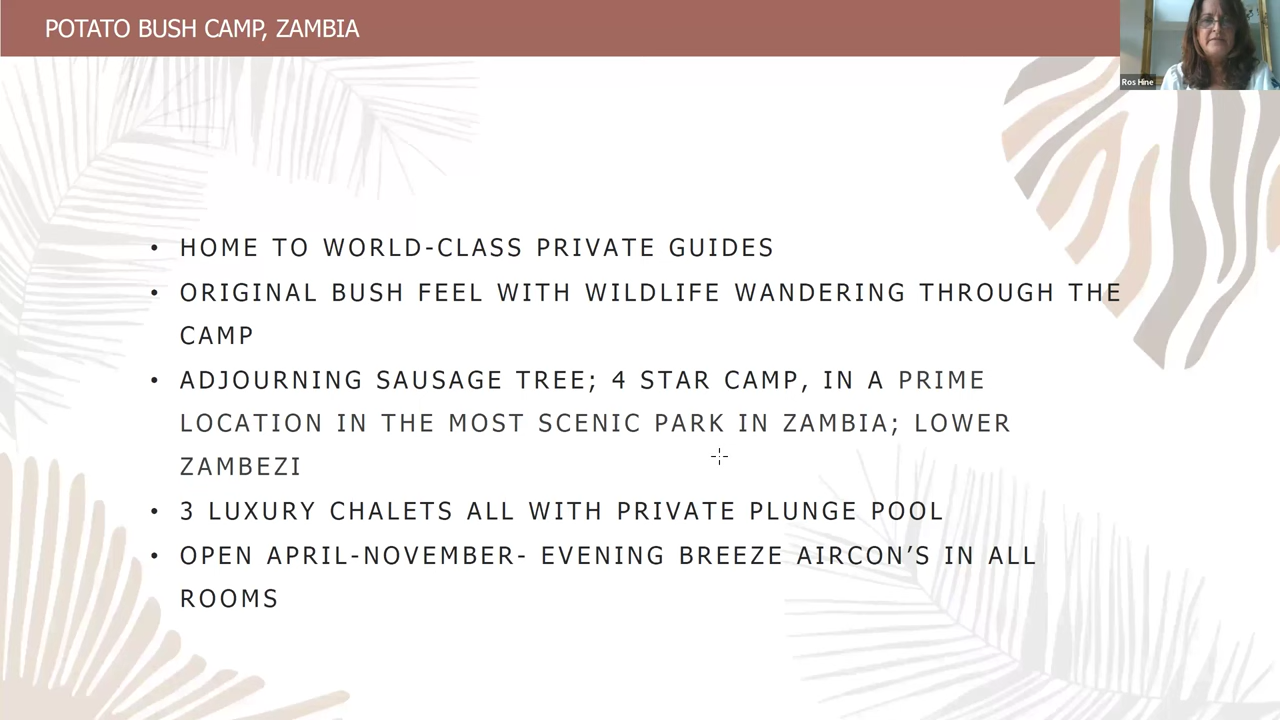 POTATO BUSH CAMP, ZAMBIA
Ros Hine
• HOME TO WORLD-CLASS PRIVATE GUIDES
• ORIGINAL BUSH FEEL WITH WILDLIFE WANDERING THROUGH THE
CAMP
• ADJOURNING SAUSAGE TREE; 4 STAR CAMP, IN A PRIME
LOCATION IN THE MOST SCENIC PARK IN ZAMBIA; LOWER
ZAMBEZI
• 3 LUXURY CHALETS ALL WITH PRIVATE PLUNGE POOL
• OPEN APRIL-NOVEMBER- EVENING BREEZE AIRCON’S IN ALL
ROOMS